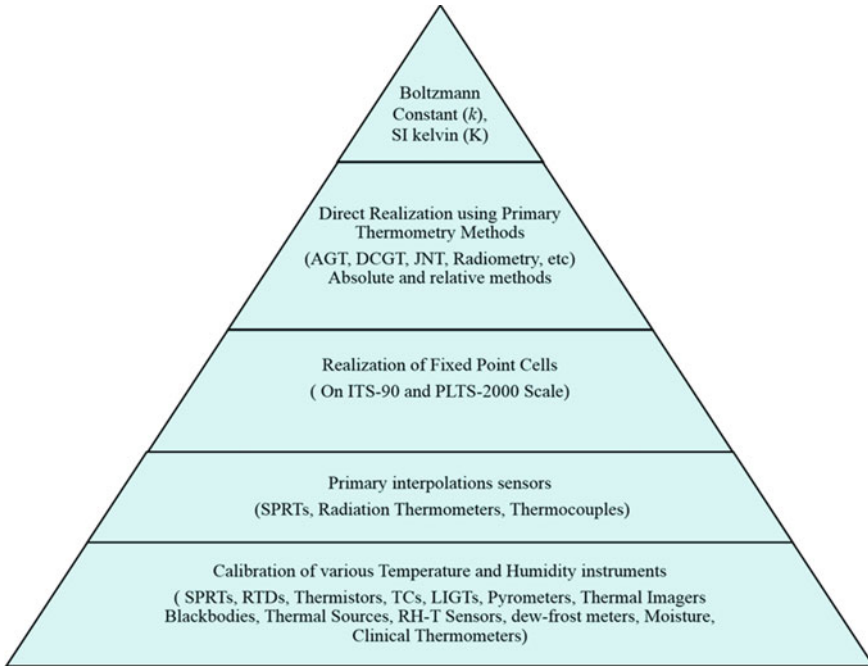 Boltzmann
Constant (k),
SI kelvin (K)
Direct Realization using Primary
Thermometry Methods
(AGT, DCGT, JNT, Radiometry, etc)
Absolute and relative methods
Realization of Fixed Point Cells
( On ITS-90 and PLTS-2000 Scale)
Primary interpolations sensors
(SPRTs, Radiation Thermometers, Thermocouples)
Calibration of various Temperature and Humidity instruments
( SPRTs, RTDs, Thermistors, TCs, LIGTs, Pyrometers, Thermal Imagers
Blackbodies, Thermal Sources, RH-T Sensors, dew-frost meters, Moisture,
Clinical Thermometers)